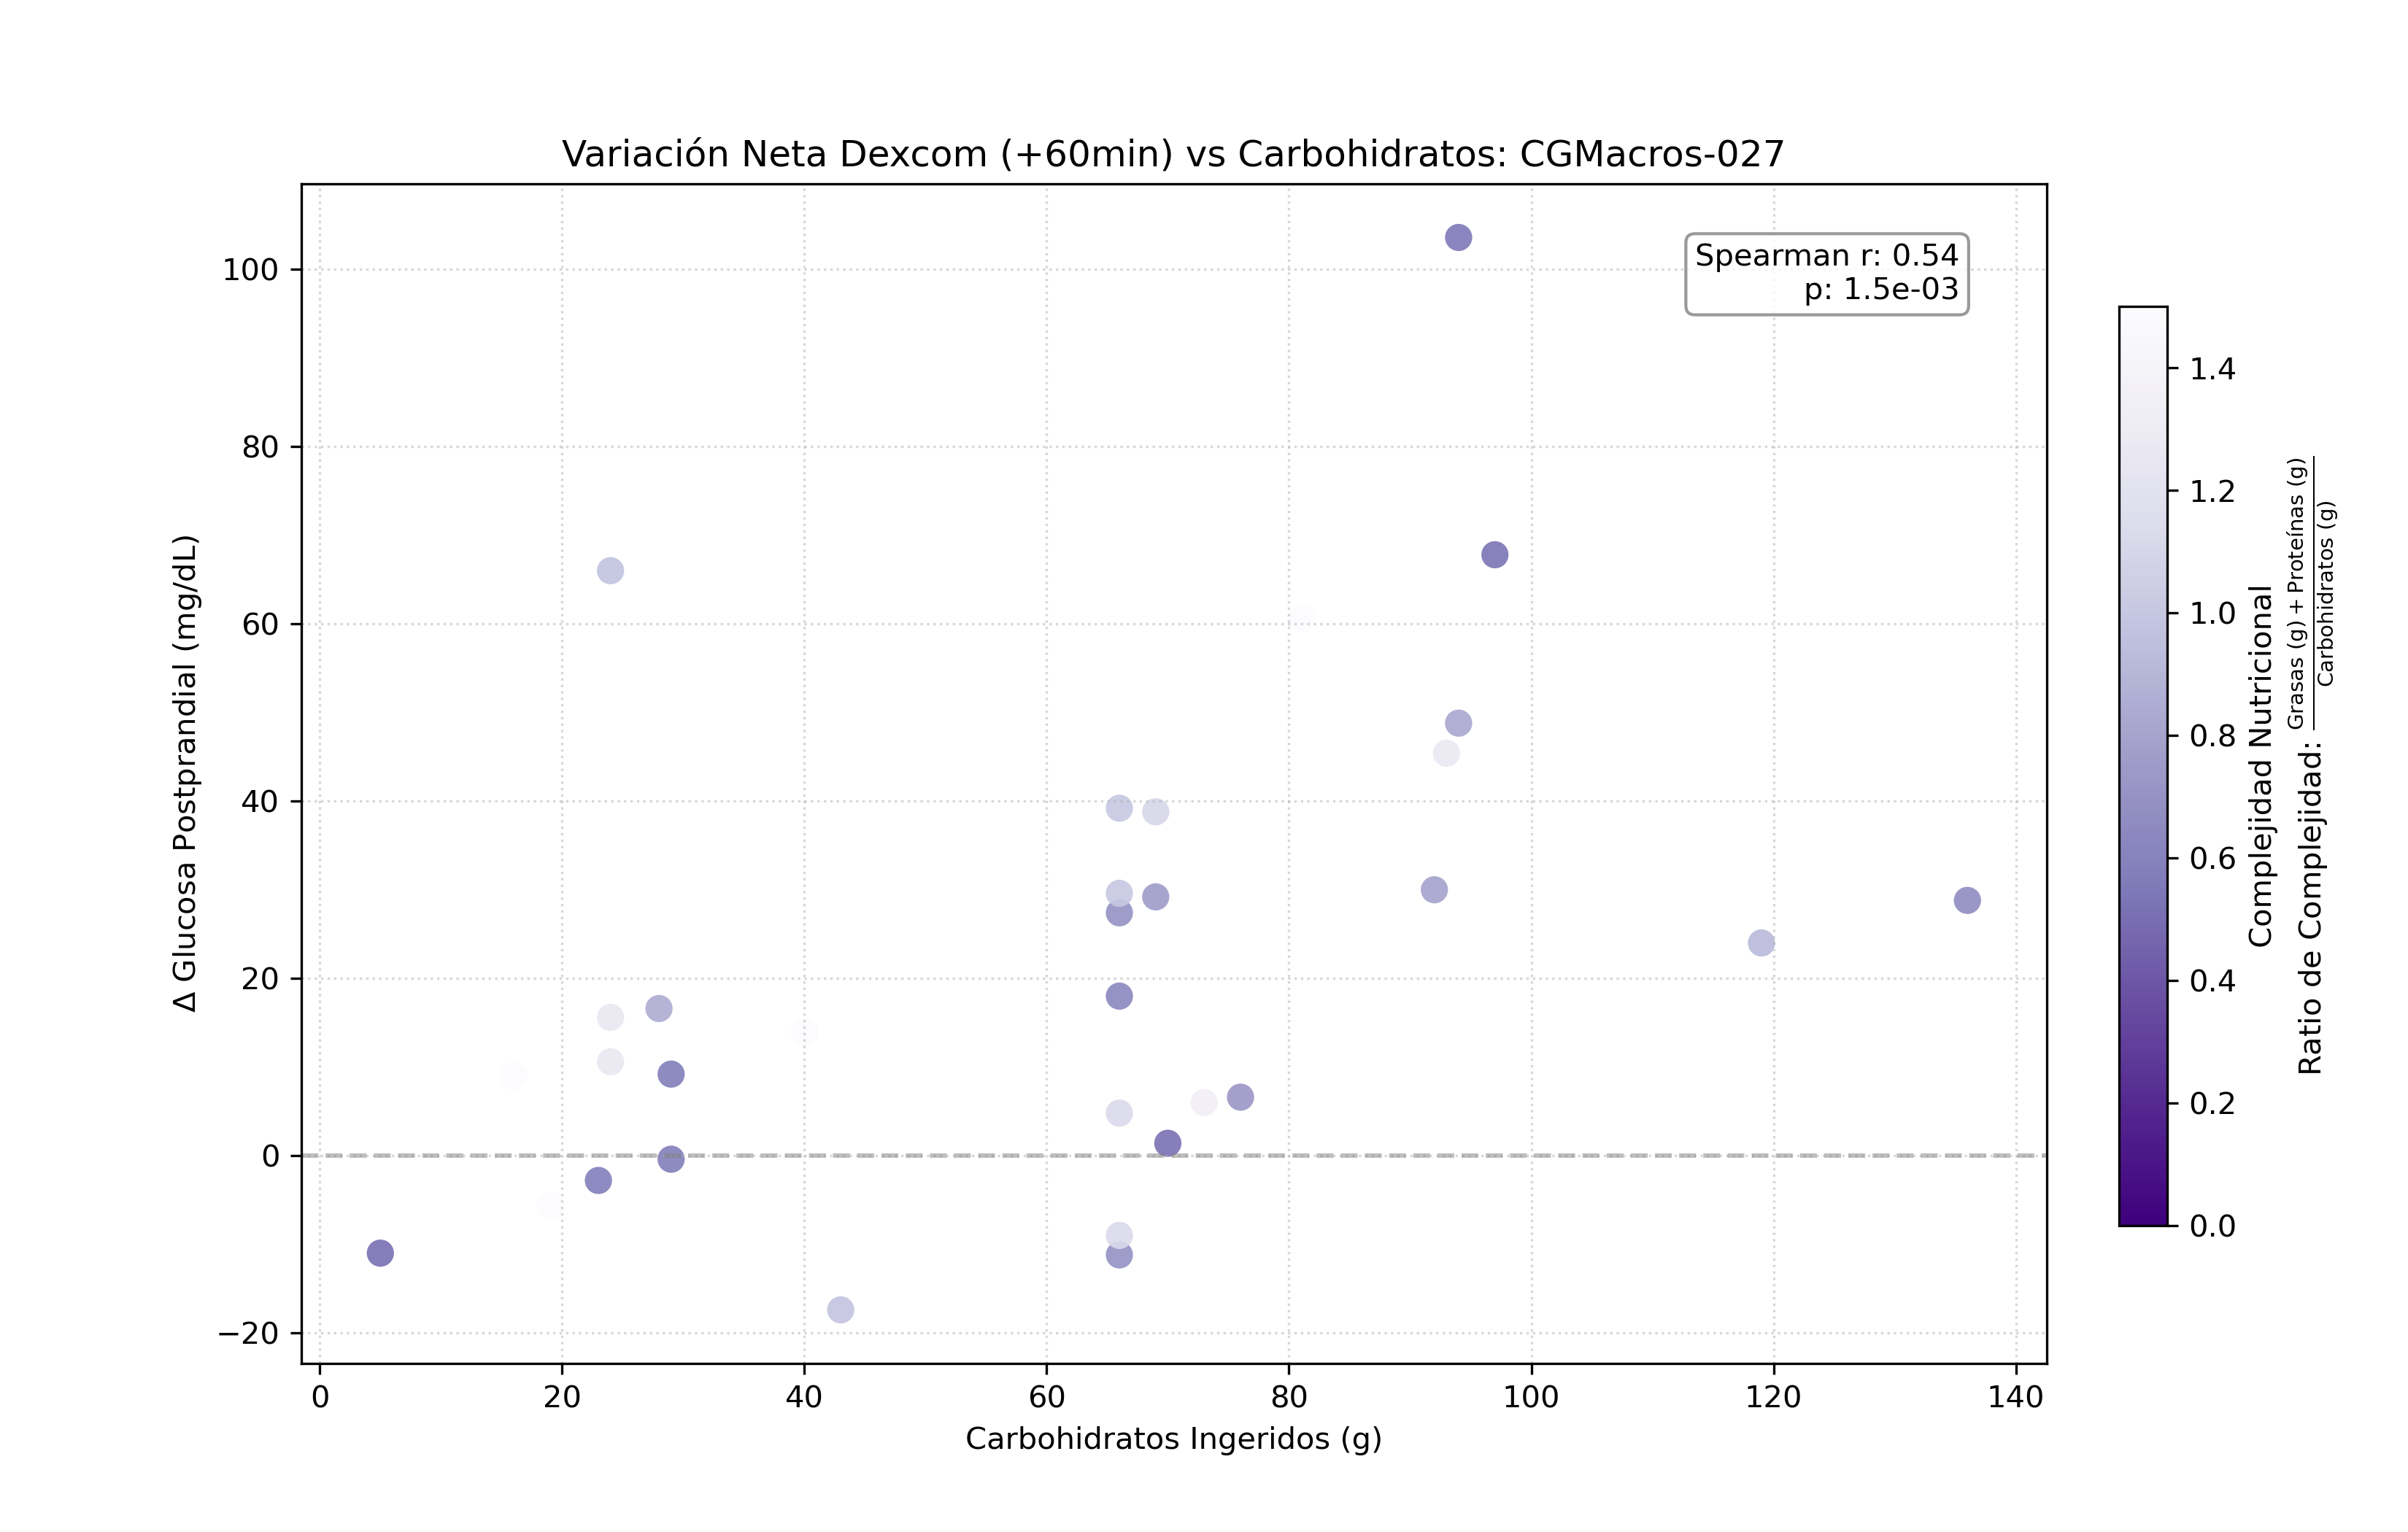 Variación Neta Dexcom (+60min) vs Carbohidratos: CGMacros-027
Spearman r: 0.54
p: 1.5e-03
Δ Glucosa Postprandial (mg/dL)
100
80
60
40
20
0
−20
0 20 40 60 80 100 120 140
Carbohidratos Ingeridos (g)
1.4
1.2
1.0
0.8
0.6
0.4
0.2
0.0
Complejidad Nutricional
Ratio de Complejidad: Grasas (g) + Proteínas (g)
Carbohidratos (g)